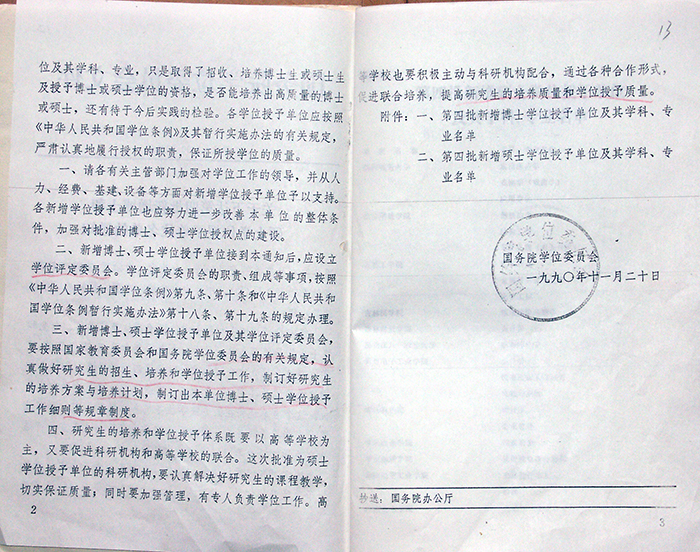 位及其学科、专业，只是取得了招收、培养博士生或硕士生
及授予博士或硕士学位的资格，是否能培养出高质量的博士
或硕士，还有待于今后实践的检验。各学位授予单位应按照
《中华人民共和国学位条例》及其暂行实施办法的有关规定，
严肃认真地履行授权的职责，保证所授学位的质量。
一、请各有关主管部门加强对学位工作的领导，并从人
力、经费、基建、设备等方面对新增学位授予单位予以支持。
各新增学位授予单位也应努力进一步改善本单位的整体条
件，加强对批准的博士、硕士学位授权点的建设。
二、新增博士、硕士学位授予单位接到本通知后，应设立
学位评定委员会。学位评定委员会的职责、组成等事项，按照
《中华人民共和国学位条例》第九条、第十条和《中华人民共和
国学位条例暂行实施办法》第十八条、第十九条的规定办理。
三、新增博士、硕士学位授予单位及其学位评定委员会，
要按照国家教育委员会和国务院学位委员会的有关规定，认
真做好研究生的招生、培养和学位授予工作，制订好研究生
的培养方案与培养计划，制订出本单位博士、硕士学位授予
工作细则等规章制度。
四、研究生的培养和学位授予体系既要以高等学校为
主，又要促进科研机构和高等学校的联合。这次批准为硕士
学位授予单位的科研机构，要认真解决好研究生的课程教学，
切实保证质量；同时要加强管理，有专人负责学位工作。高
2
13
等学校也要积极主动与科研机构配合，通过各种合作形式，
促进联合培养，提高研究生的培养质量和学位授予质量。
附件：一、第四批新增博士学位授予单位及其学科、专
业名单
二、第四批新增硕士学位授予单位及其学科、专
业名单
国务院学位委员会
一九九〇年十一月二十日
抄送：国务院办公厅
3